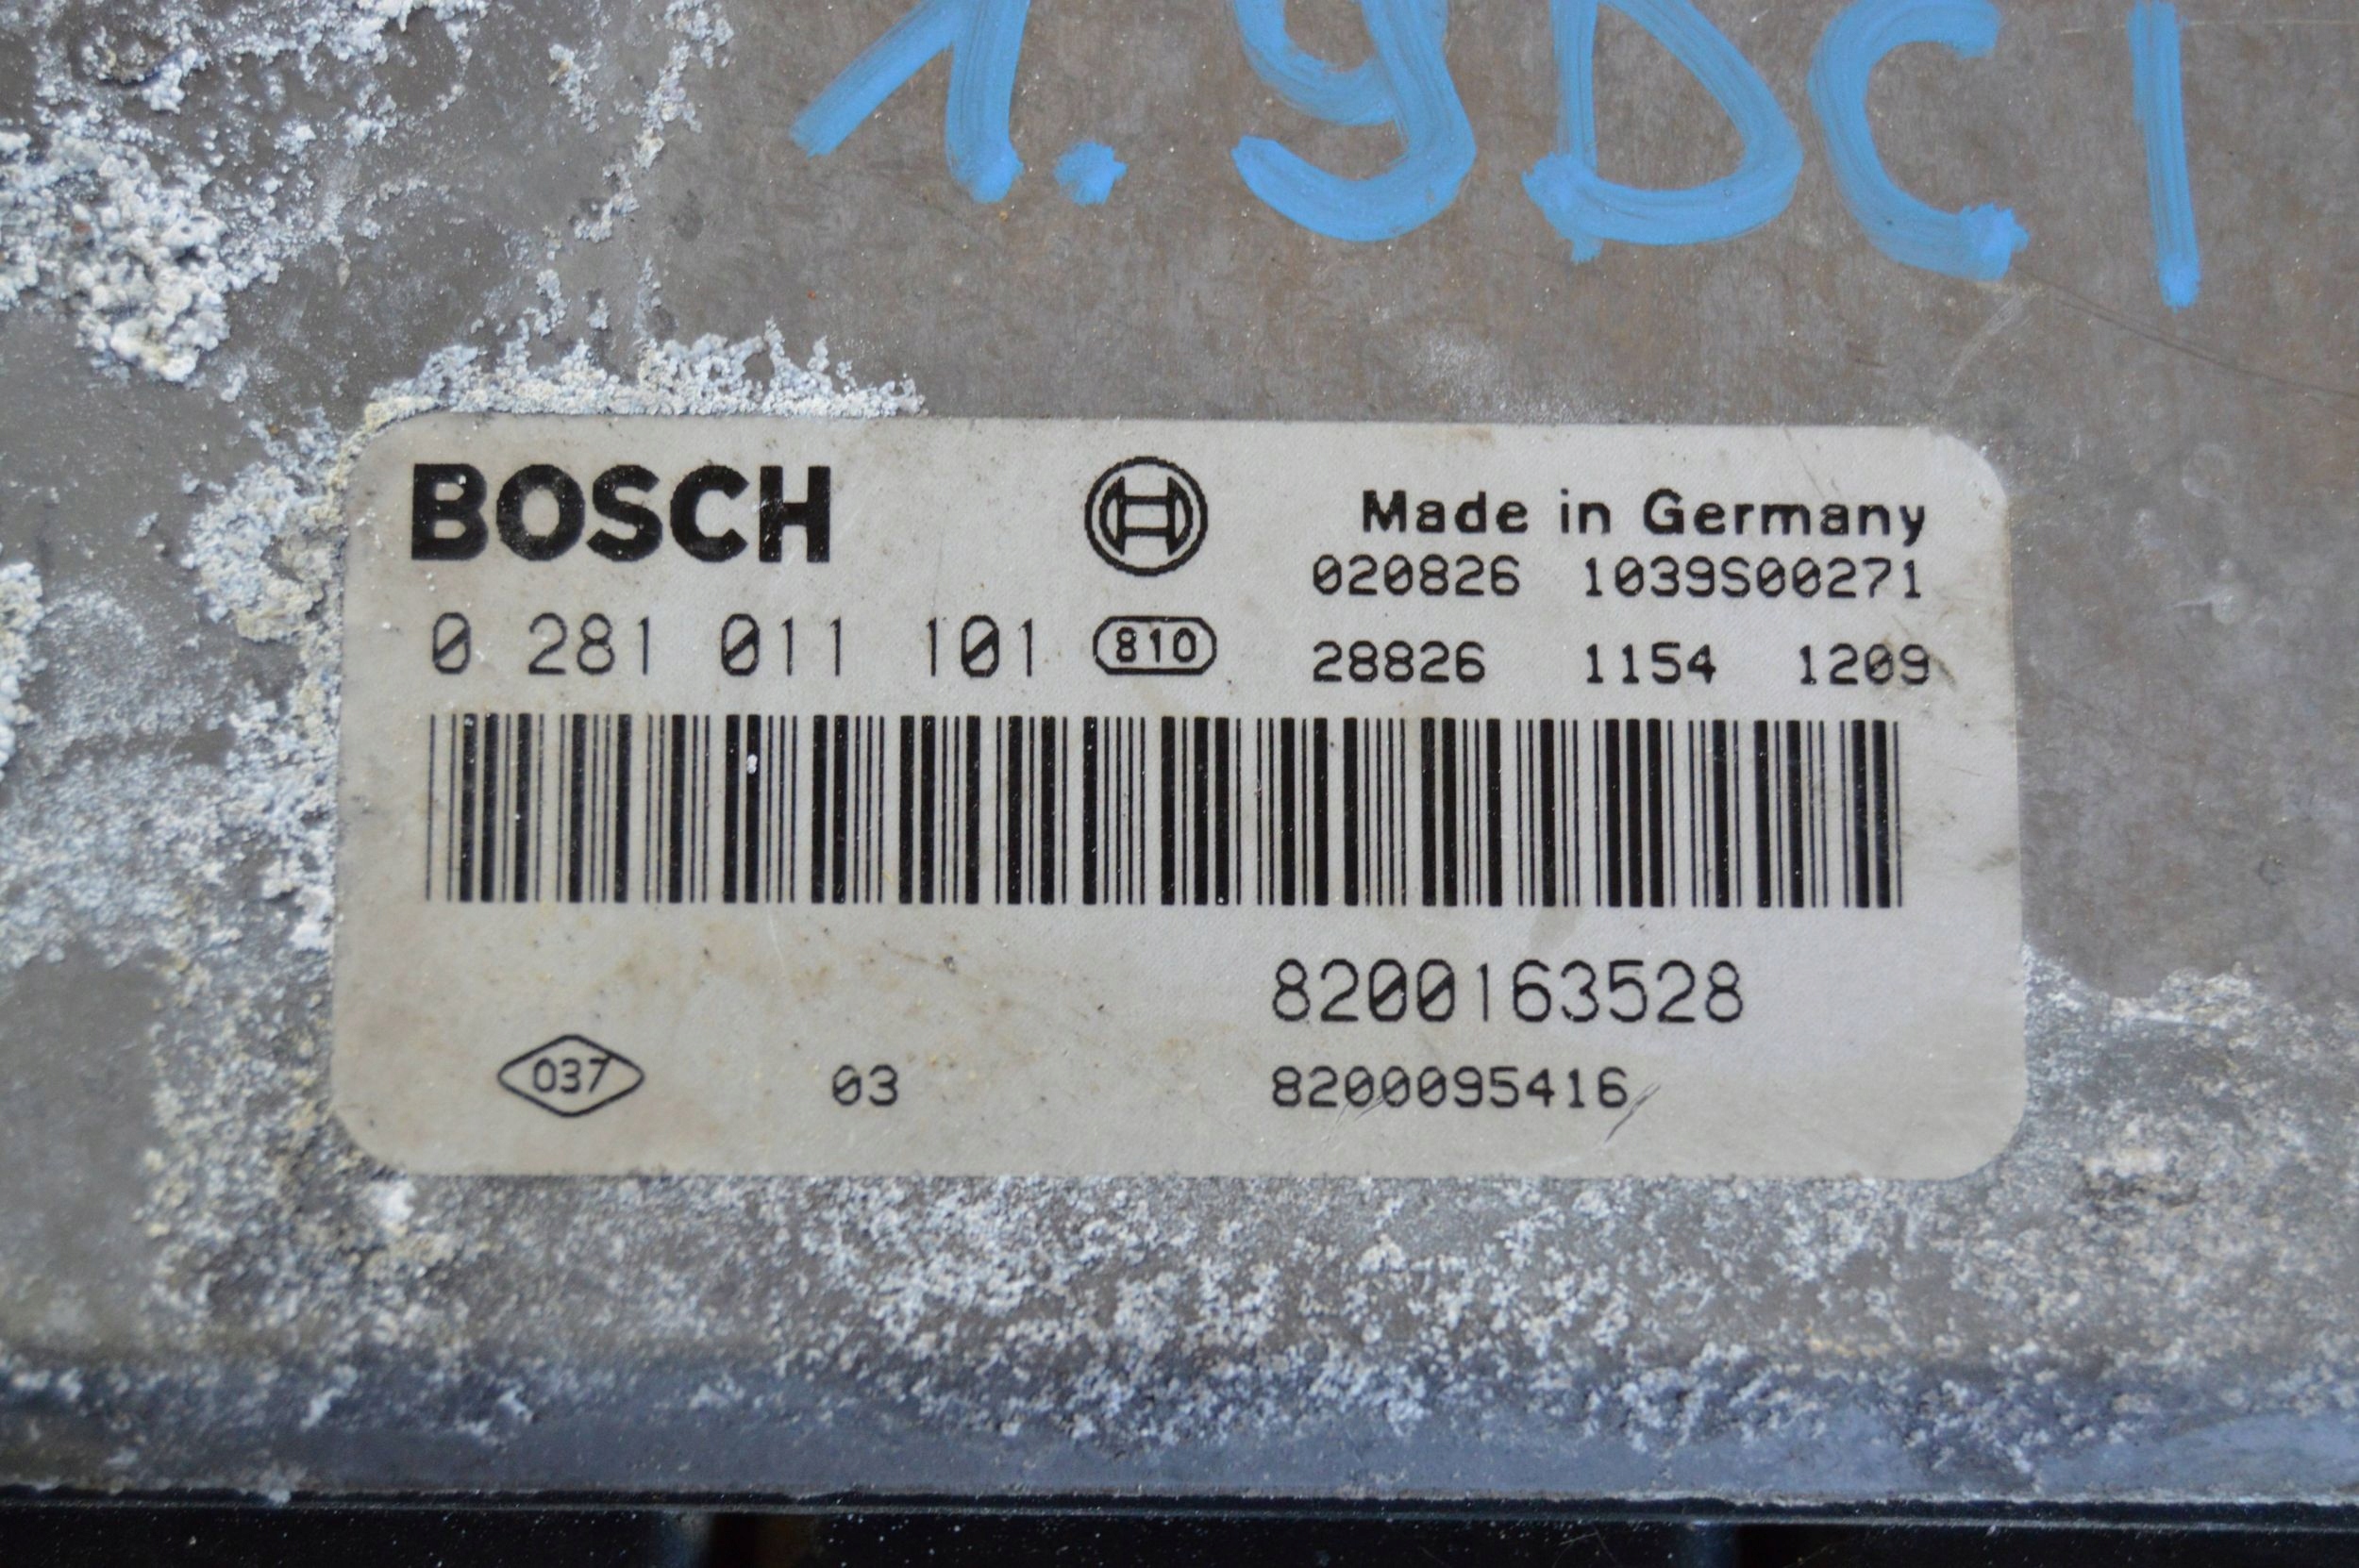 1.9DCI
BOSCH
Made in Germany
020826 1039S00271
0 281 011 101 810
28826 1154 1209
8200163528
037 03 8200095416